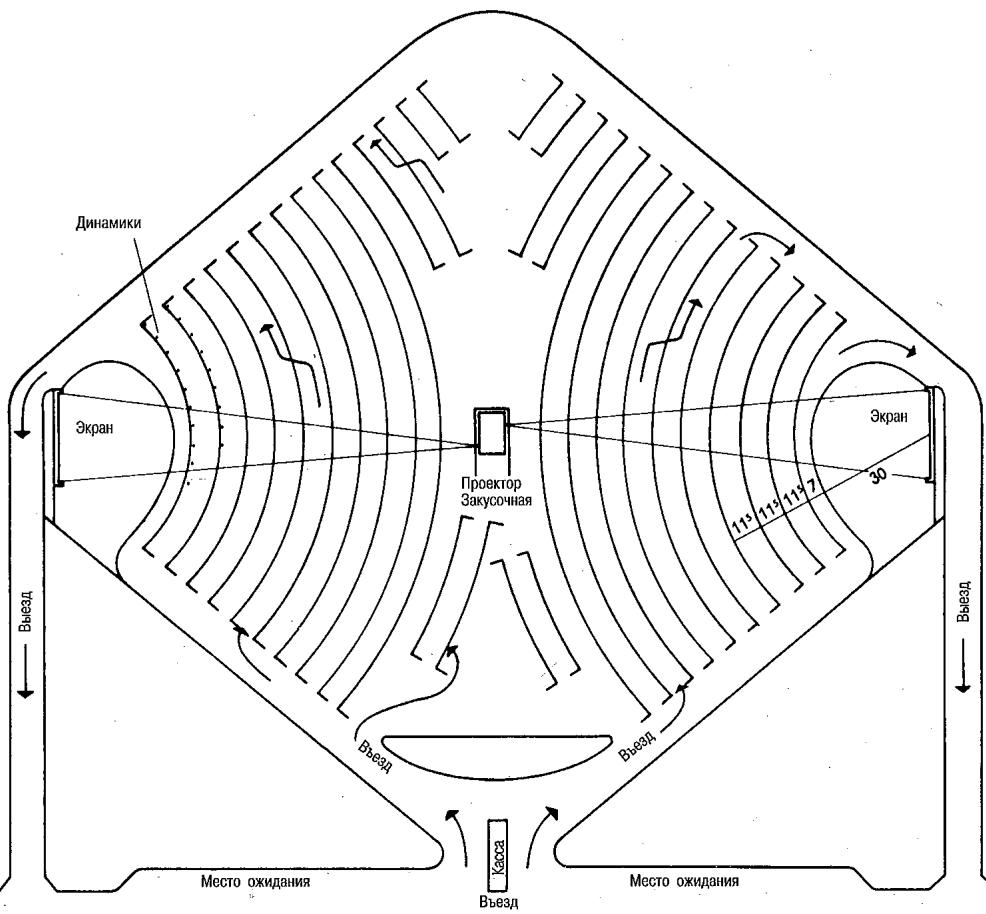 Динамики
Экран
Экран
Проектор
Закусочная
11⁵ 11⁵ 11⁵ 7 30
Выезд
Выезд
Въезд
Въезд
Касса
Место ожидания
Место ожидания
Въезд